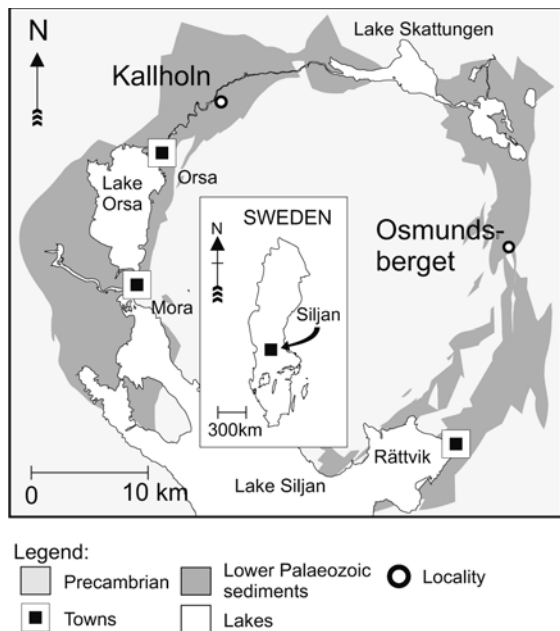 N
Lake Skattungen
Kallholn
Orsa
Lake
Orsa
Mora
Osmunds-
berget
SWEDEN
N
Siljan
300km
Rättvik
Lake Siljan
0
10 km
Legend:
Precambrian
Lower Palaeozoic
sediments
Locality
Towns
Lakes